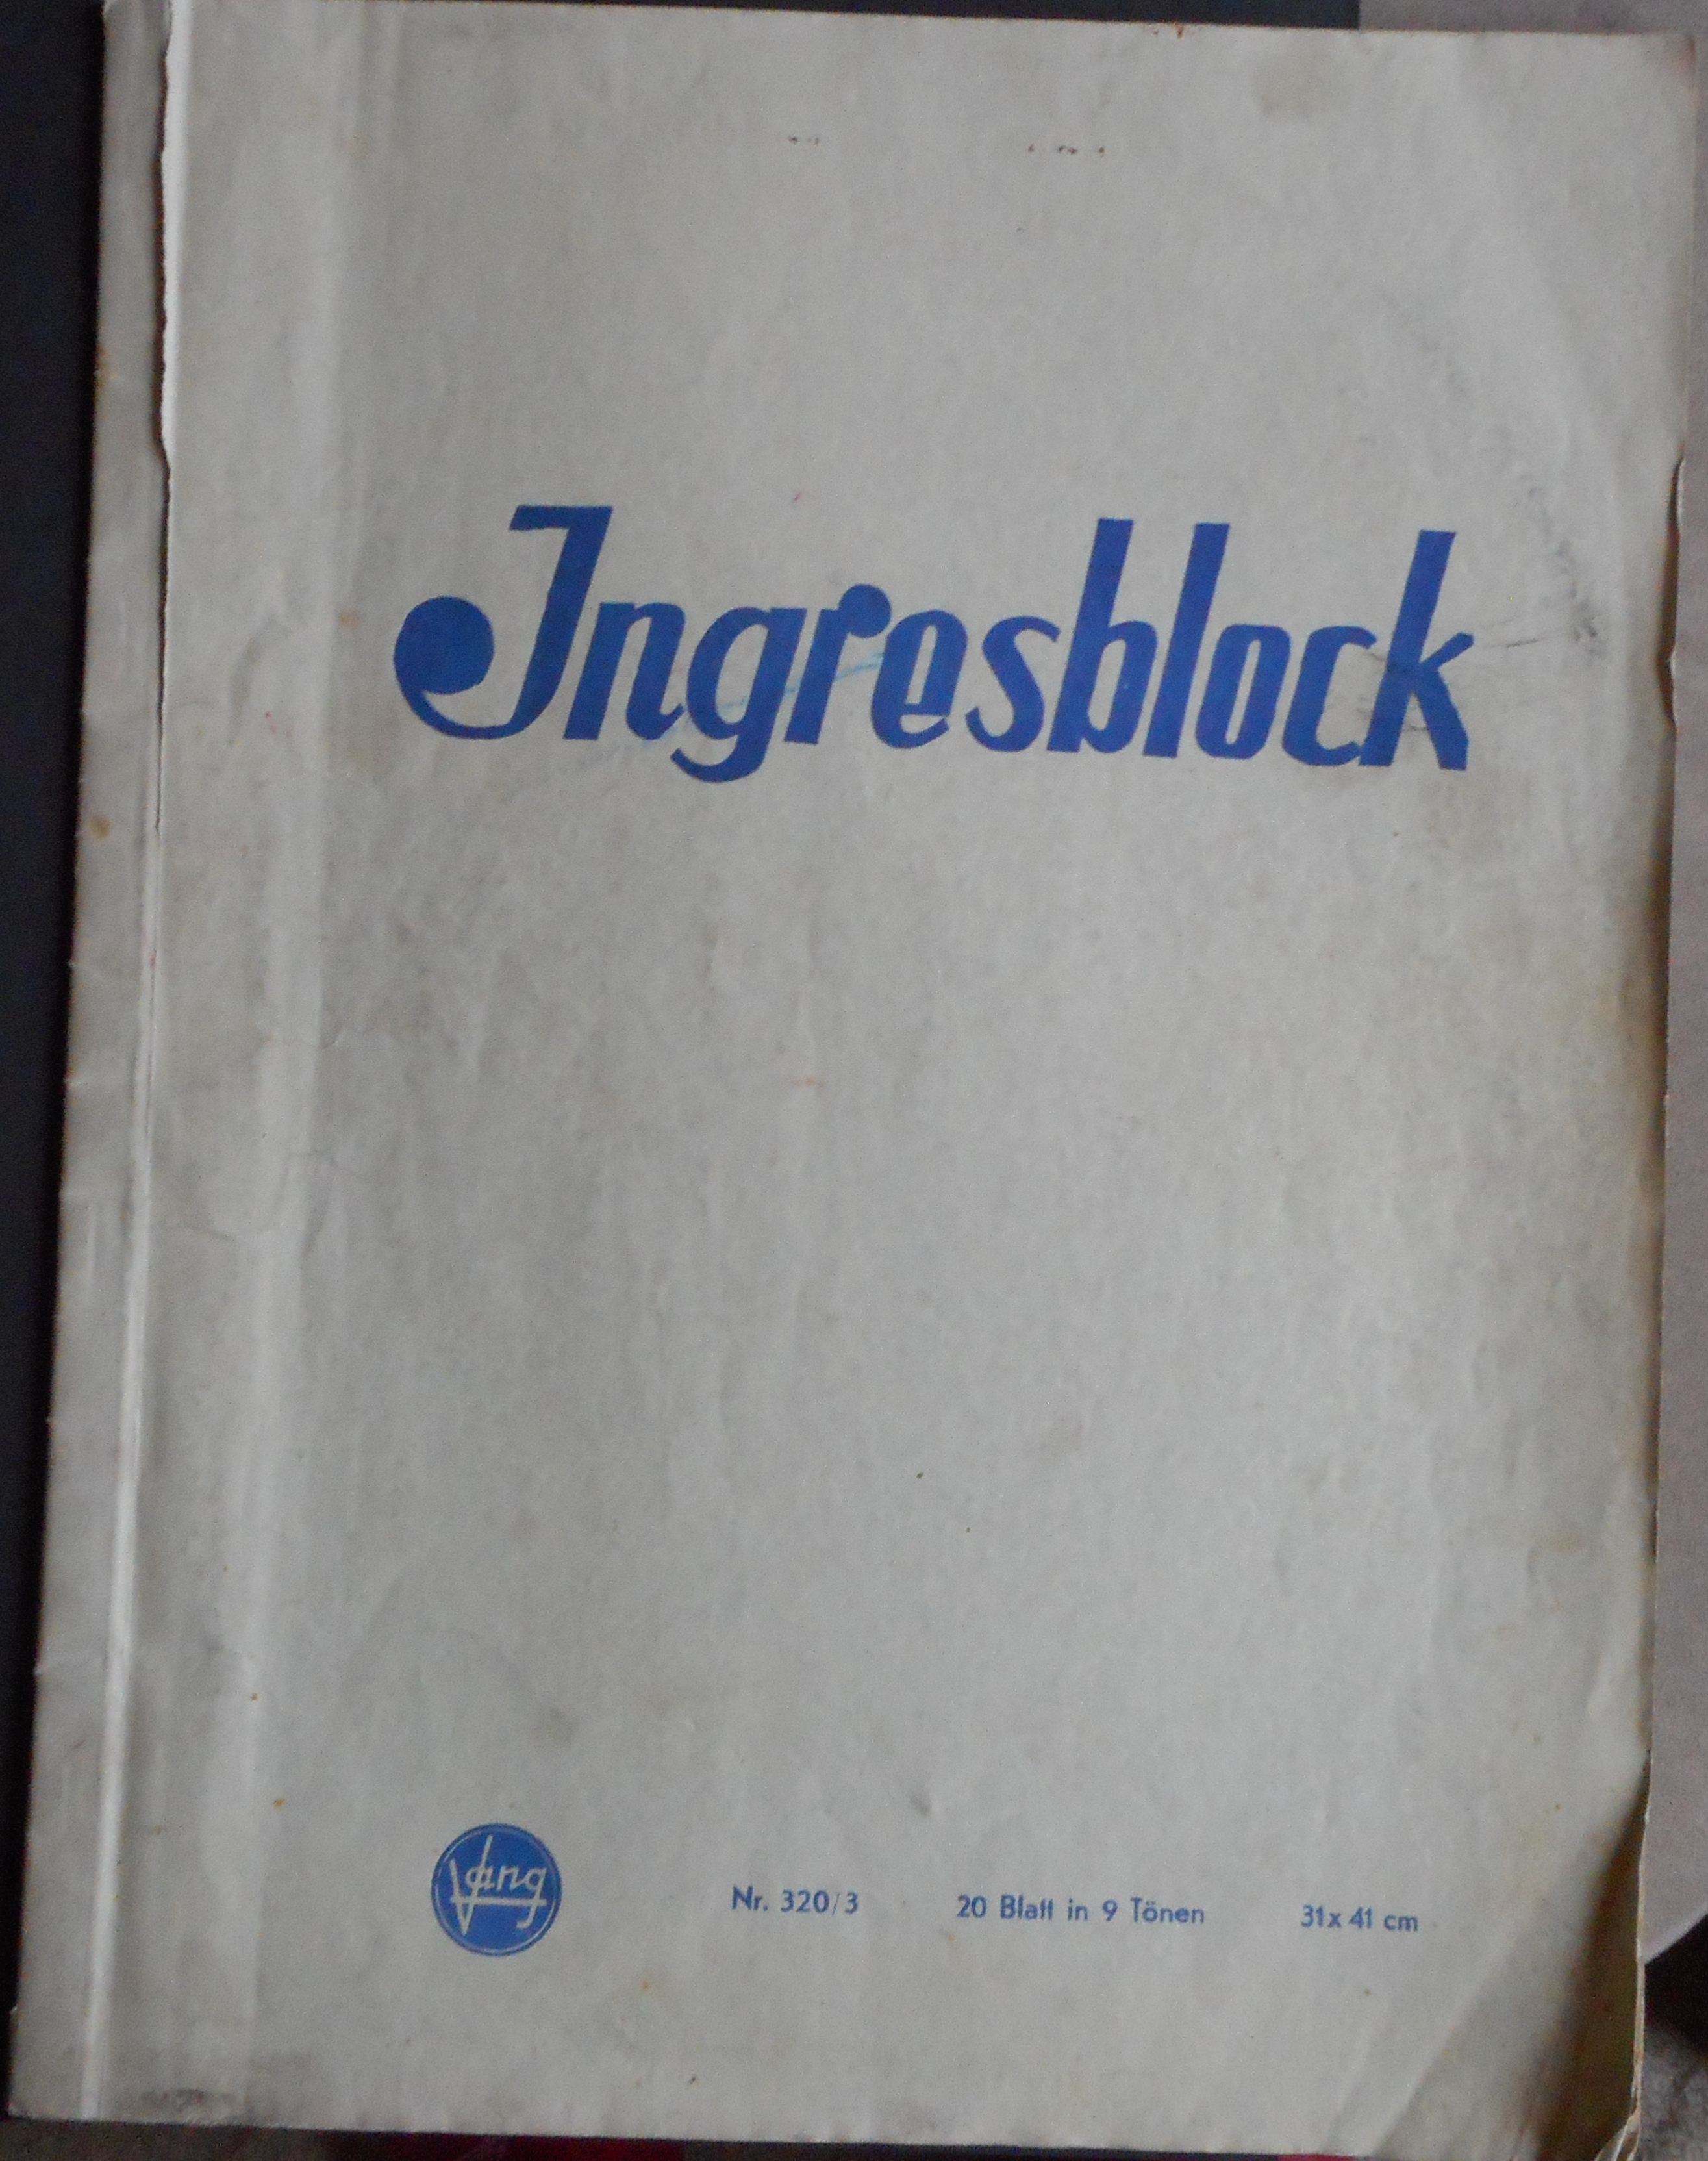 Ingresblock
Nr. 320/3 20 Blatt in 9 Tönen 31x 41 cm